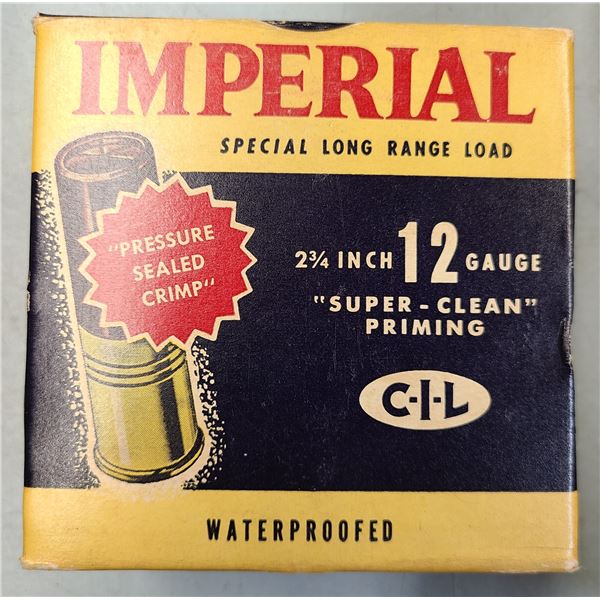 IMPERIAL
SPECIAL LONG RANGE LOAD
"PRESSURE
SEALED
CRIMP"
2¾ INCH 12 GAUGE
"SUPER-CLEAN"
PRIMING
C-I-L
WATERPROOFED